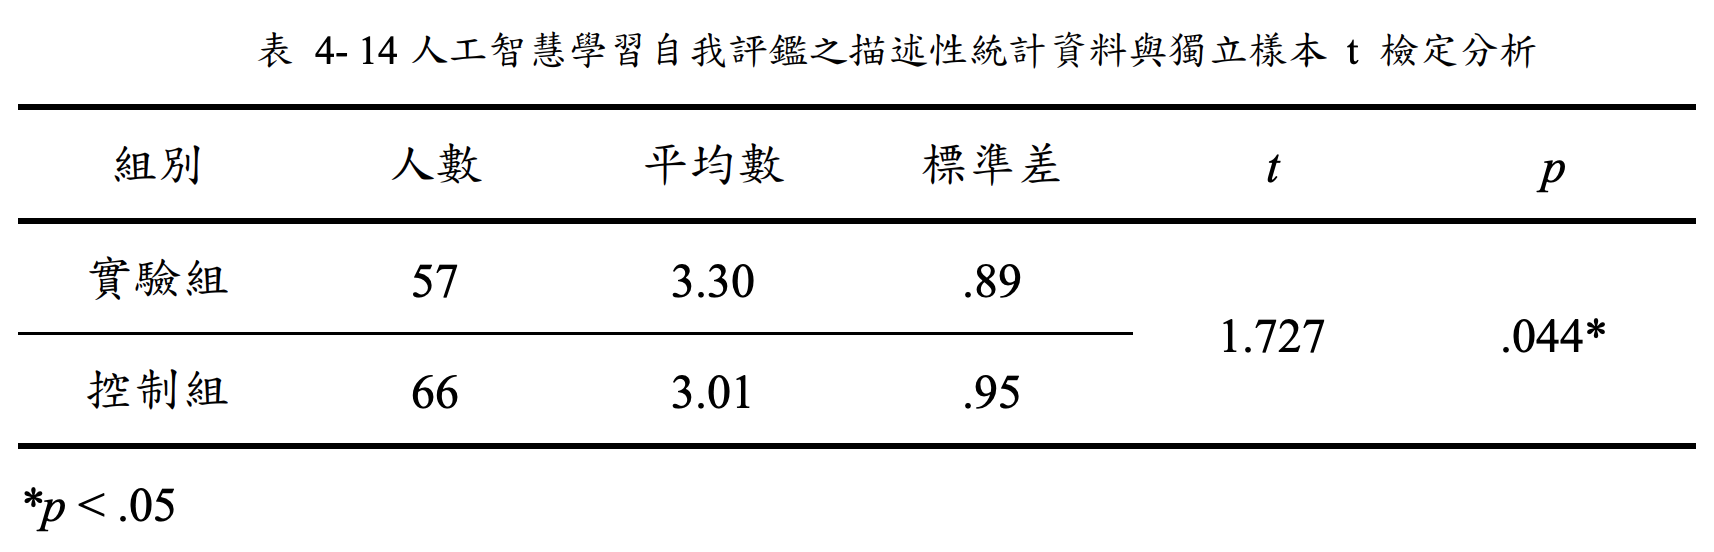 表 4- 14 人工智慧學習自我評鑑之描述性統計資料與獨立樣本 t 檢定分析
組別 人數 平均數 標準差 t p
實驗組 57 3.30 .89
1.727 .044*
控制組 66 3.01 .95
*p < .05